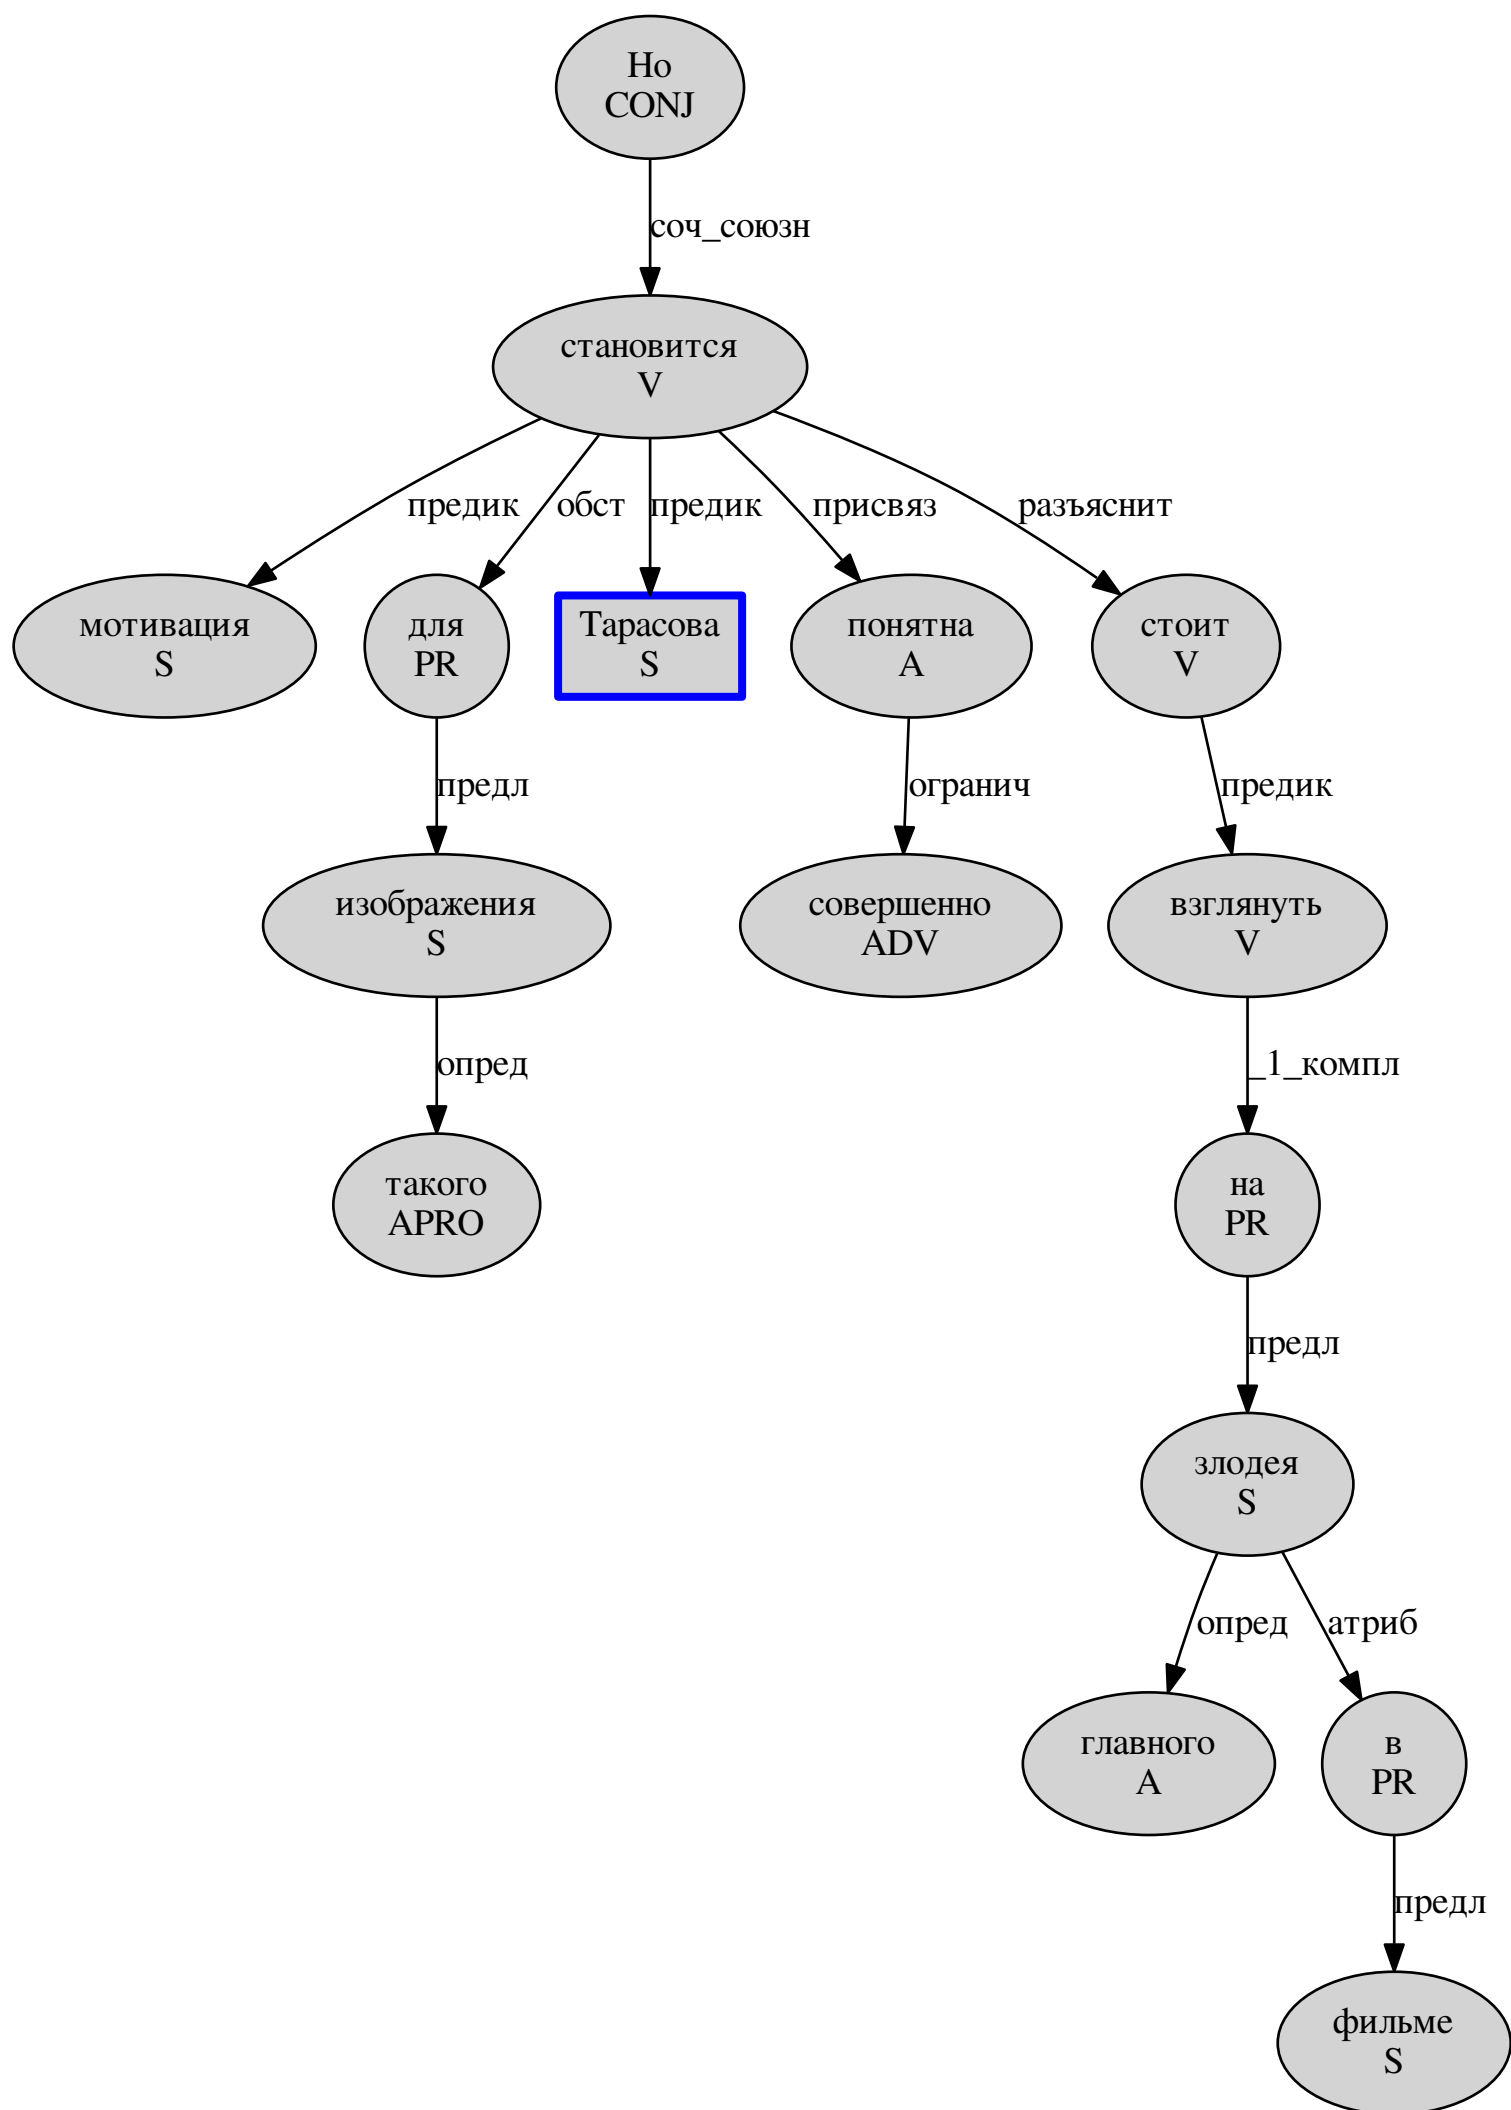 Но
CONJ
соч_союзн
становится
V
предик
обст
предик
присвяз
разъяснит
мотивация
S
для
PR
Тарасова
S
понятна
A
стоит
V
предл
огранич
предик
изображения
S
совершенно
ADV
взглянуть
V
опред
_1_компл
такого
APRO
на
PR
предл
злодея
S
опред
атриб
главного
A
в
PR
предл
фильме
S